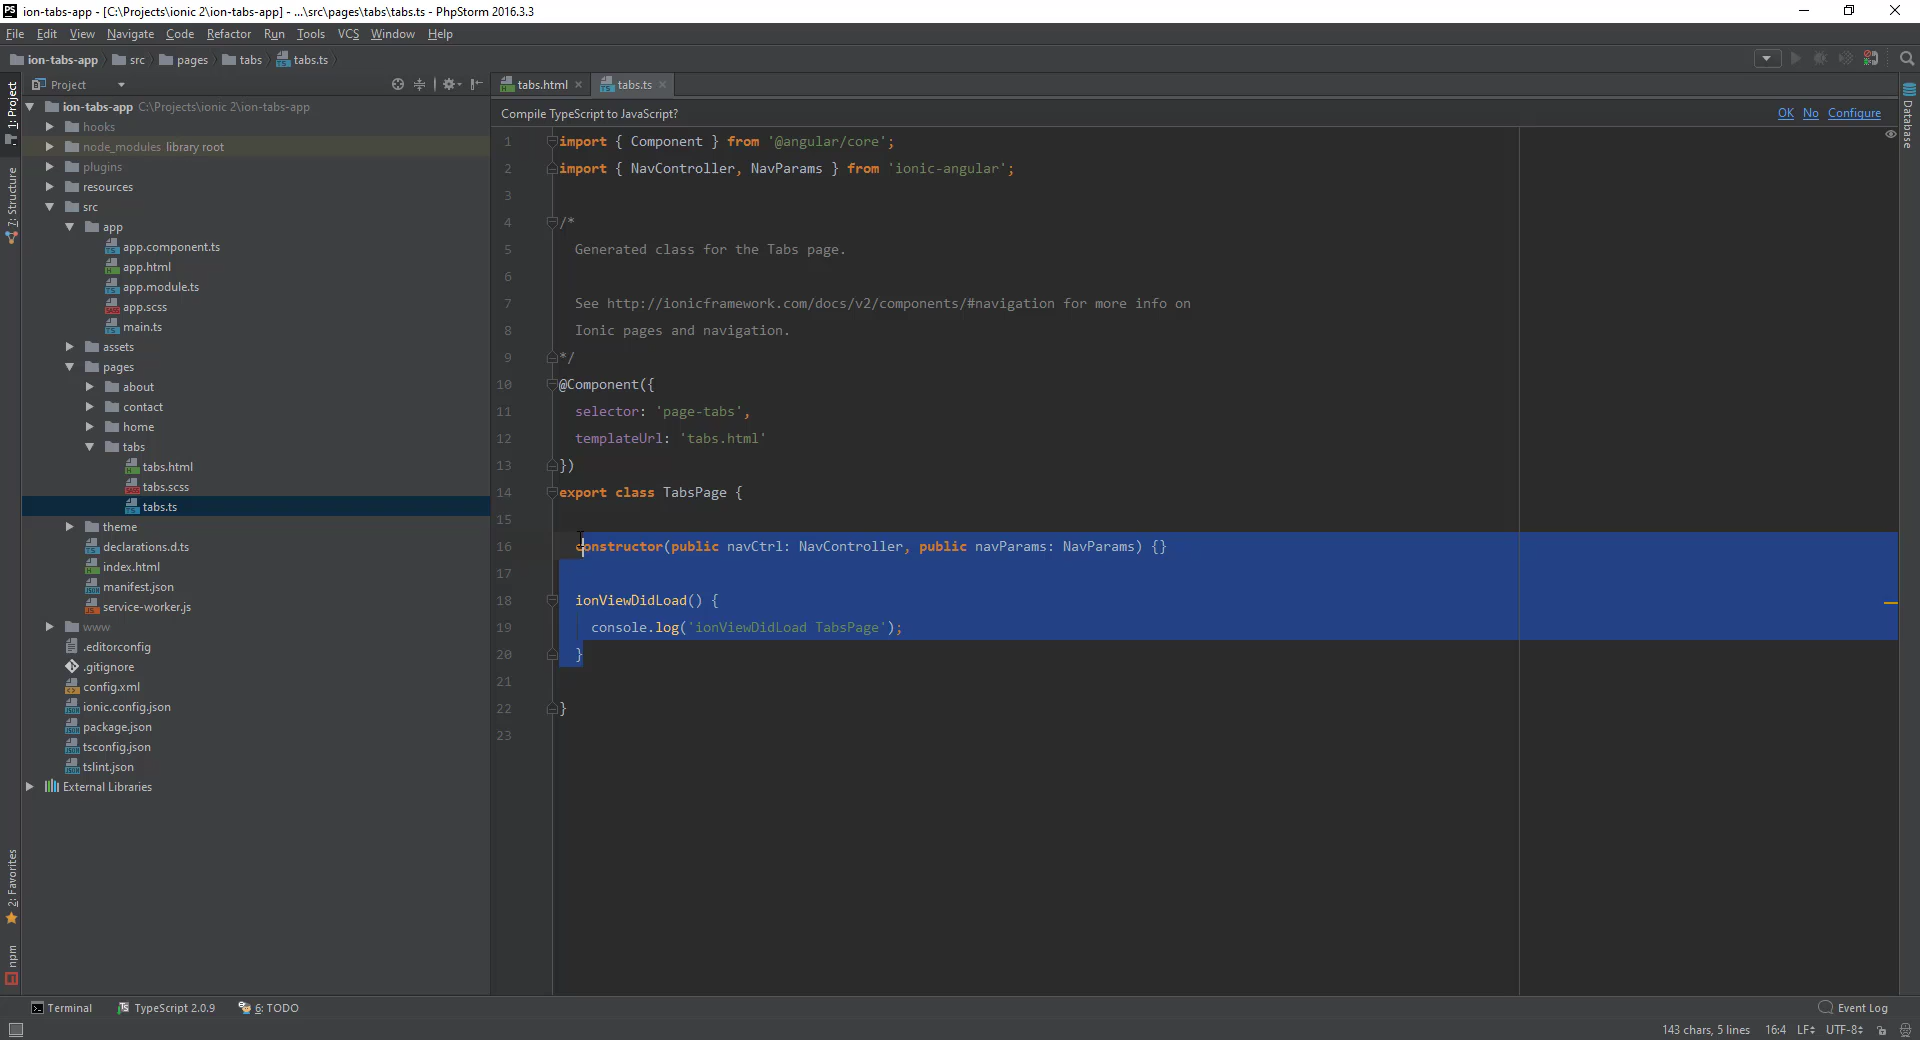 PS ion-tabs-app - [C:\Projects\ionic 2\ion-tabs-app] - ...\src\pages\tabs\tabs.ts - PhpStorm 2016.3.3
File Edit View Navigate Code Refactor Run Tools VCS Window Help
ion-tabs-app src pages tabs tabs.ts
Project
tabs.html tabs.ts
1: Project
7: Structure
2: Favorites
npm
Database
ion-tabs-app C:\Projects\ionic 2\ion-tabs-app
hooks
node_modules library root
plugins
resources
src
app
app.component.ts
app.html
app.module.ts
app.scss
main.ts
assets
pages
about
contact
home
tabs
tabs.html
tabs.scss
tabs.ts
theme
declarations.d.ts
index.html
manifest.json
service-worker.js
www
.editorconfig
.gitignore
config.xml
ionic.config.json
package.json
tsconfig.json
tslint.json
External Libraries
Compile TypeScript to JavaScript? OK No Configure
1 import { Component } from '@angular/core';
2 import { NavController, NavParams } from 'ionic-angular';
3
4 /*
5 Generated class for the Tabs page.
6
7 See http://ionicframework.com/docs/v2/components/#navigation for more info on
8 Ionic pages and navigation.
9 */
10 @Component({
11 selector: 'page-tabs',
12 templateUrl: 'tabs.html'
13 })
14 export class TabsPage {
15
16 constructor(public navCtrl: NavController, public navParams: NavParams) {}
17
18 ionViewDidLoad() {
19 console.log('ionViewDidLoad TabsPage');
20 }
21
22 }
23
Terminal TypeScript 2.0.9 6: TODO Event Log
143 chars, 5 lines 16:4 LF UTF-8